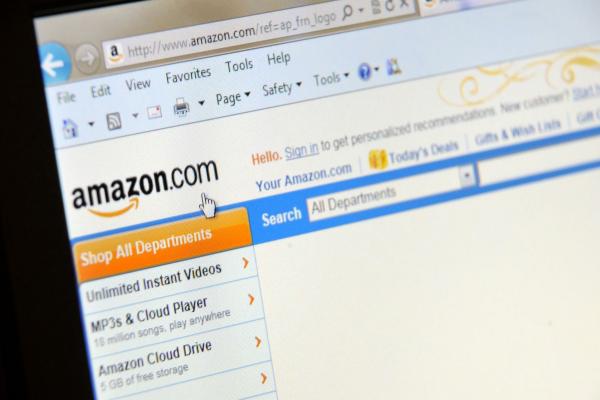 http://www.amazon.com/ref=ap_frn_logo
File Edit View Favorites Tools Help
Page Safety Tools
Hello. Sign in to get personalized recommendations. New customer? Start
amazon.com
Your Amazon.com Today's Deals Gifts & Wish Lists Gift
Search All Departments
Shop All Departments
Unlimited Instant Videos
MP3s & Cloud Player
18 million songs, play anywhere
Amazon Cloud Drive
5 GB of free storage